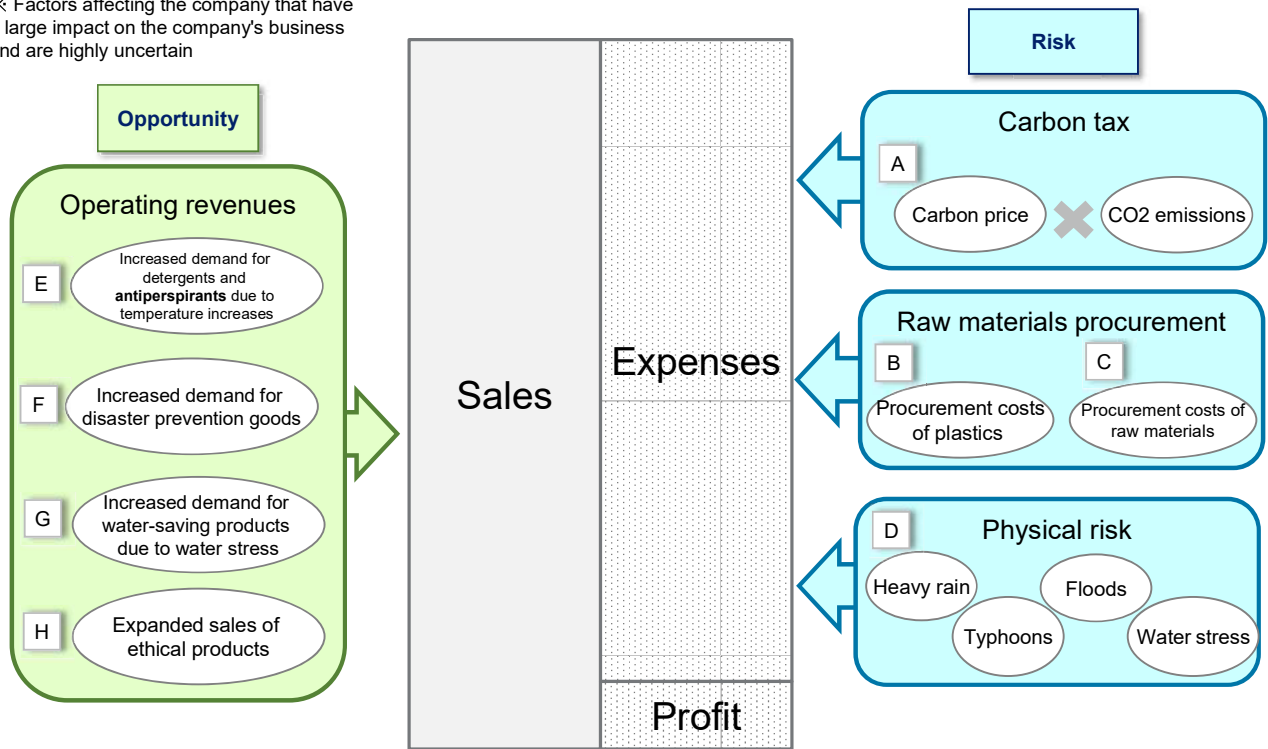 ※ Factors affecting the company that have
large impact on the company's business
nd are highly uncertain
Opportunity
Operating revenues
E
Increased demand for
detergents and
antiperspirants due to
temperature increases
F
Increased demand for
disaster prevention goods
G
Increased demand for
water-saving products
due to water stress
H
Expanded sales of
ethical products
Sales
Expenses
Profit
Risk
Carbon tax
A
Carbon price
CO2 emissions
Raw materials procurement
B
Procurement costs
of plastics
C
Procurement costs of
raw materials
Physical risk
D
Heavy rain
Typhoons
Floods
Water stress